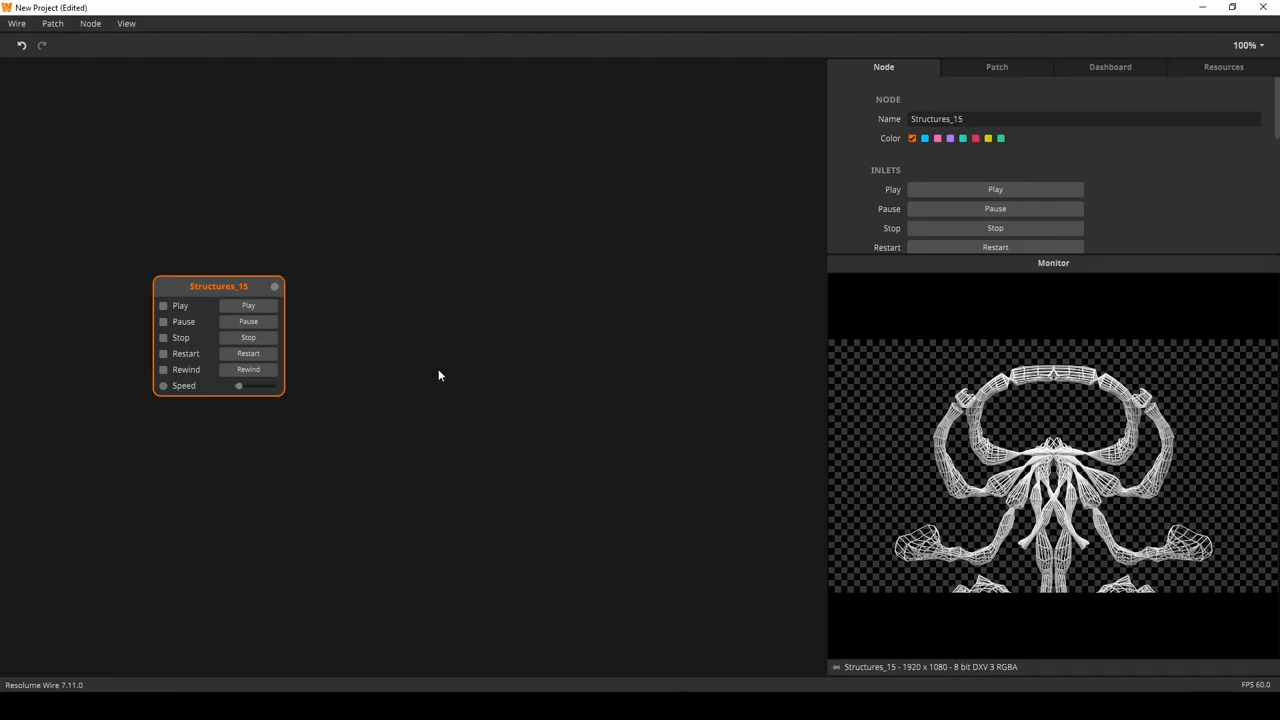 New Project (Edited)
Wire Patch Node View
100%
Node Patch Dashboard Resources
NODE
Name Structures_15
Color
INLETS
Play Play
Pause Pause
Stop Stop
Restart Restart
Monitor
Structures_15
Play Play
Pause Pause
Stop Stop
Restart Restart
Rewind Rewind
Speed
Structures_15 - 1920 x 1080 - 8 bit DXV 3 RGBA
Resolume Wire 7.11.0
FPS 60.0